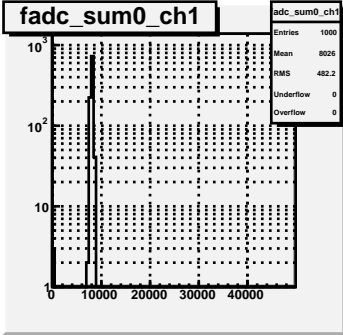 fadc_sum0_ch1
fadc_sum0_ch1
Entries 1000
Mean 8026
RMS 482.2
Underflow 0
Overflow 0
10³
10²
10
1
0 10000 20000 30000 40000